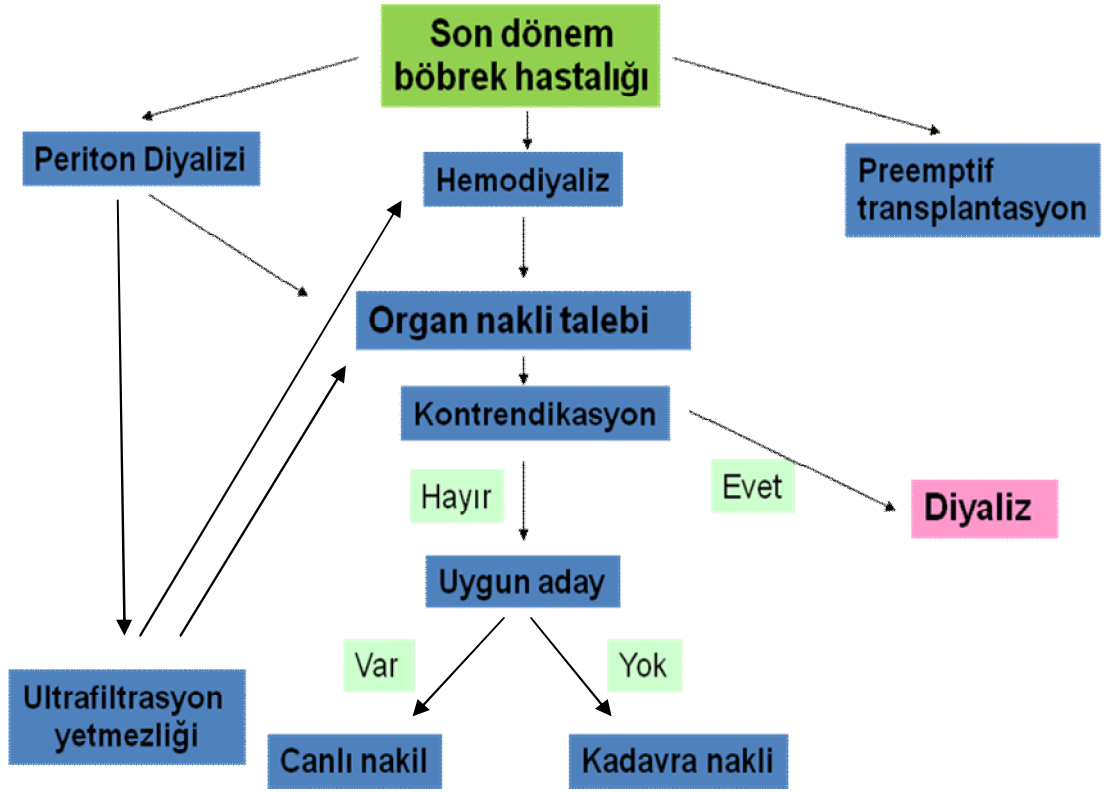 Son dönem
böbrek hastalığı
Periton Diyalizi
Hemodiyaliz
Preemptif
transplantasyon
Organ nakli talebi
Kontrendikasyon
Hayır
Evet
Diyaliz
Uygun aday
Var
Yok
Ultrafiltrasyon
yetmezliği
Canlı nakil
Kadavra nakli